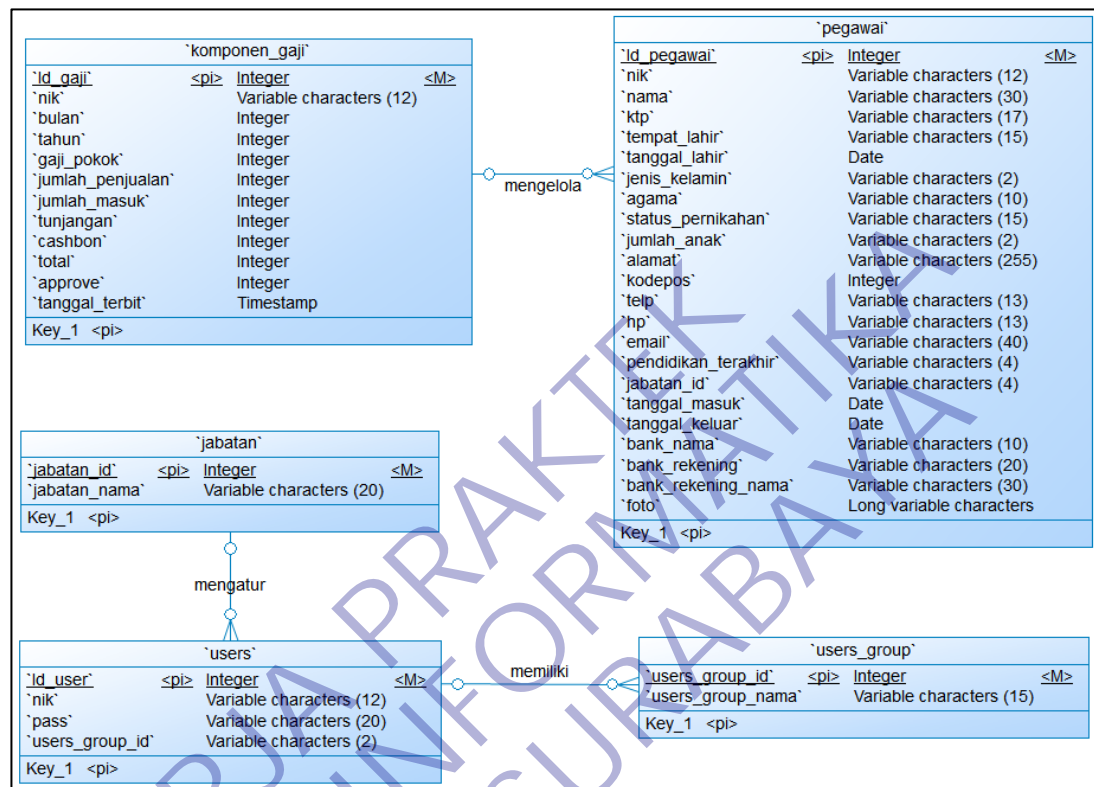 `komponen_gaji`
`Id_gaji` <pi> Integer <M>
`nik` Variable characters (12)
`bulan` Integer
`tahun` Integer
`gaji_pokok` Integer
`jumlah_penjualan` Integer
`jumlah_masuk` Integer
`tunjangan` Integer
`cashbon` Integer
`total` Integer
`approve` Integer
`tanggal_terbit` Timestamp
Key_1 <pi>
mengelola
`pegawai`
`Id_pegawai` <pi> Integer <M>
`nik` Variable characters (12)
`nama` Variable characters (30)
`ktp` Variable characters (17)
`tempat_lahir` Variable characters (15)
`tanggal_lahir` Date
`jenis_kelamin` Variable characters (2)
`agama` Variable characters (10)
`status_pernikahan` Variable characters (15)
`jumlah_anak` Variable characters (2)
`alamat` Variable characters (255)
`kodepos` Integer
`telp` Variable characters (13)
`hp` Variable characters (13)
`email` Variable characters (40)
`pendidikan_terakhir` Variable characters (4)
`jabatan_id` Variable characters (4)
`tanggal_masuk` Date
`tanggal_keluar` Date
`bank_nama` Variable characters (10)
`bank_rekening` Variable characters (20)
`bank_rekening_nama` Variable characters (30)
`foto` Long variable characters
Key_1 <pi>
`jabatan`
`jabatan_id` <pi> Integer <M>
`jabatan_nama` Variable characters (20)
Key_1 <pi>
mengatur
`users`
`Id_user` <pi> Integer <M>
`nik` Variable characters (12)
`pass` Variable characters (20)
`users_group_id` Variable characters (2)
Key_1 <pi>
memiliki
`users_group`
`users_group_id` <pi> Integer <M>
`users_group_nama` Variable characters (15)
Key_1 <pi>
PRAKTEK
INFORMATIKA
SURABAYA